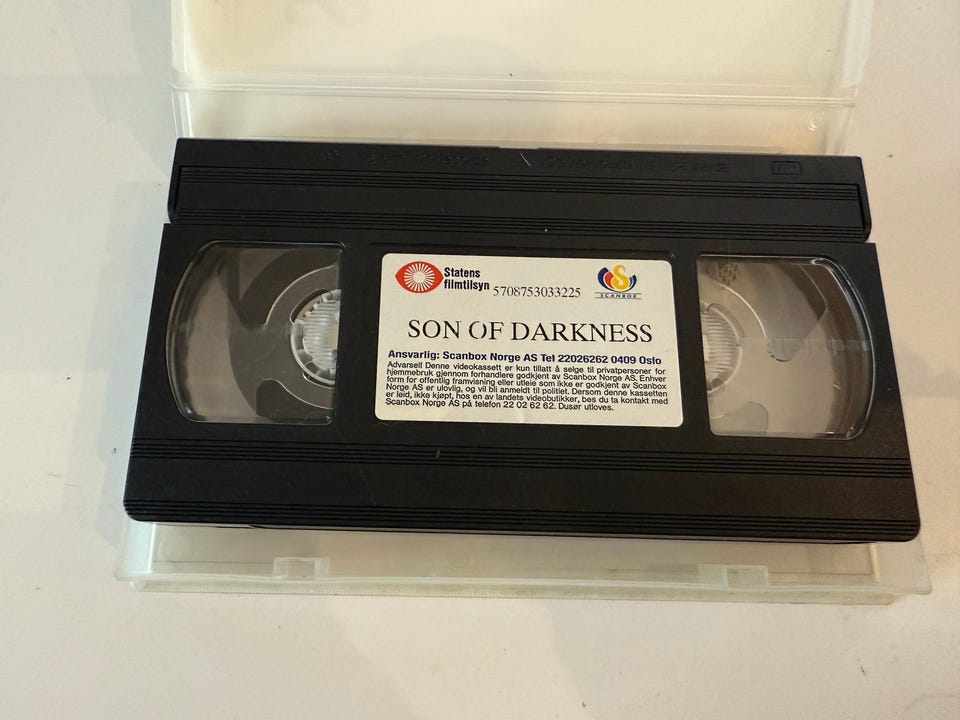 Statens
filmtilsyn 5708753033225
SCANBOX
SON OF DARKNESS
Ansvarlig: Scanbox Norge AS Tel 22026262 0409 Oslo
Advarsel! Denne videokassett er kun tillatt å selge til privatpersoner for
hjemmebruk gjennom forhandlere godkjent av Scanbox Norge AS. Enhver
form for offentlig framvisning eller utleie som ikke er godkjent av Scanbox
Norge AS er ulovlig, og vil bli anmeldt til politiet. Dersom denne kassetten
er leid, ikke kjøpt, hos en av landets videobutikker, bes du ta kontakt med
Scanbox Norge AS på telefon 22 02 62 62. Dusør utloves.